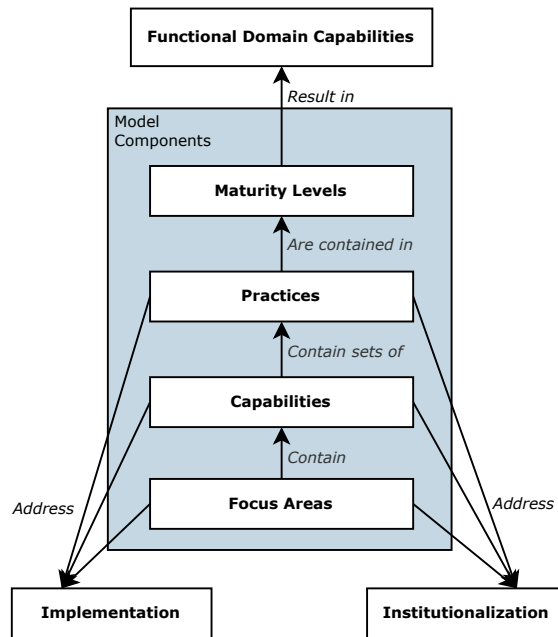 Functional Domain Capabilities
Result in
Model
Components
Maturity Levels
Are contained in
Practices
Contain sets of
Capabilities
Contain
Focus Areas
Address
Address
Implementation
Institutionalization